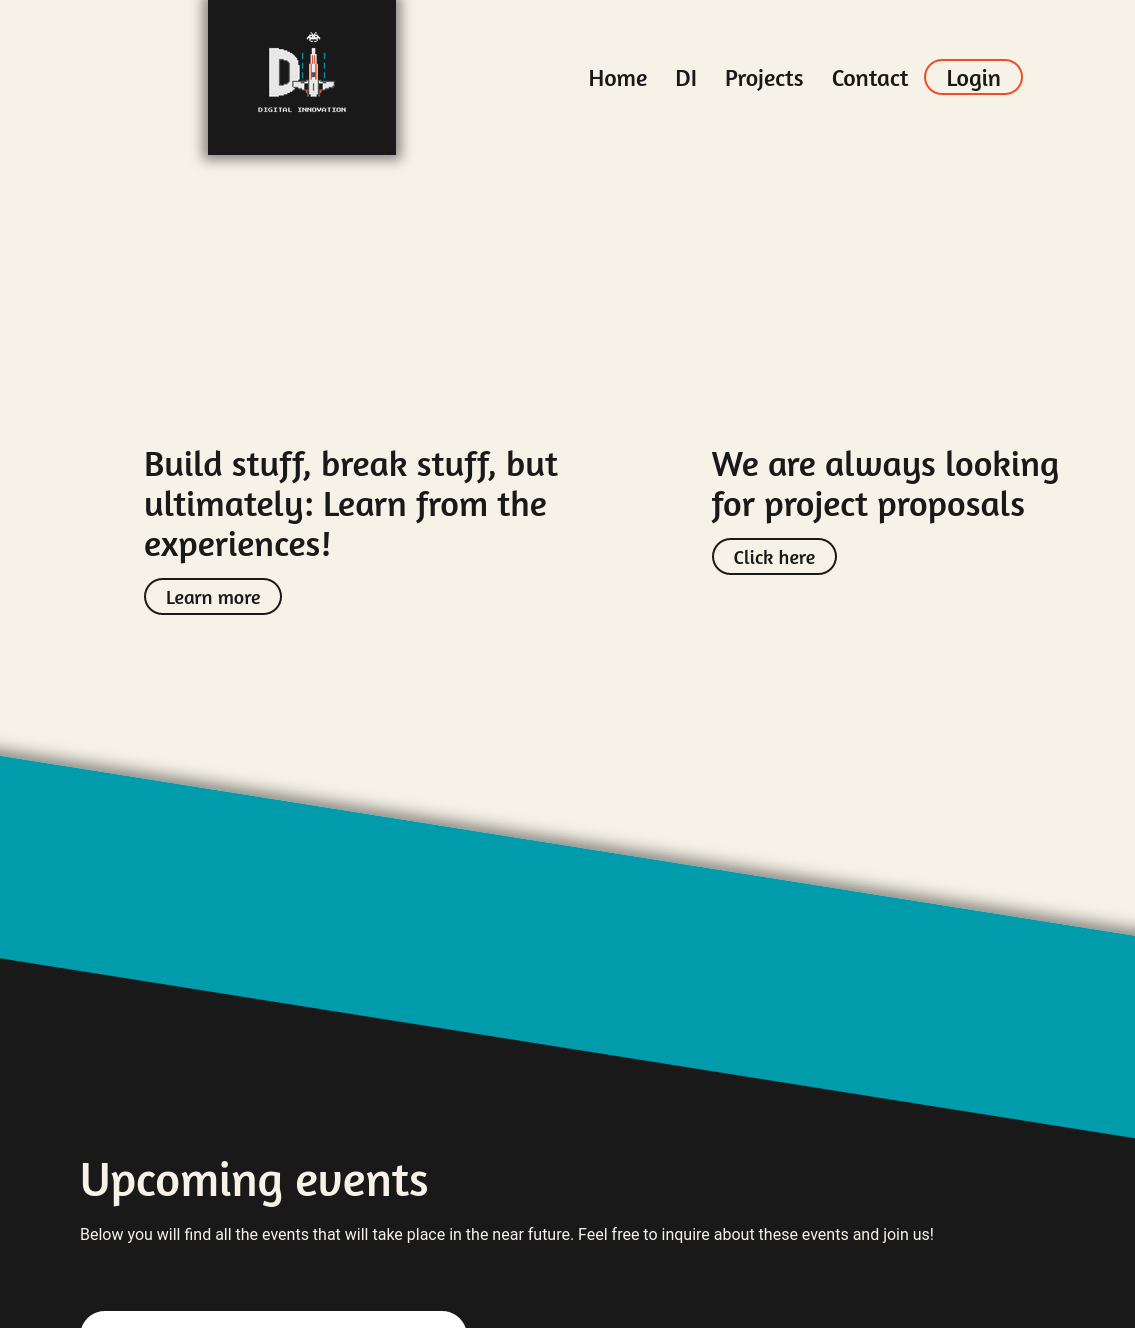 DI
DIGITAL INNOVATION
Home DI Projects Contact Login
Build stuff, break stuff, but
ultimately: Learn from the
experiences!
Learn more
We are always looking
for project proposals
Click here
Upcoming events
Below you will find all the events that will take place in the near future. Feel free to inquire about these events and join us!